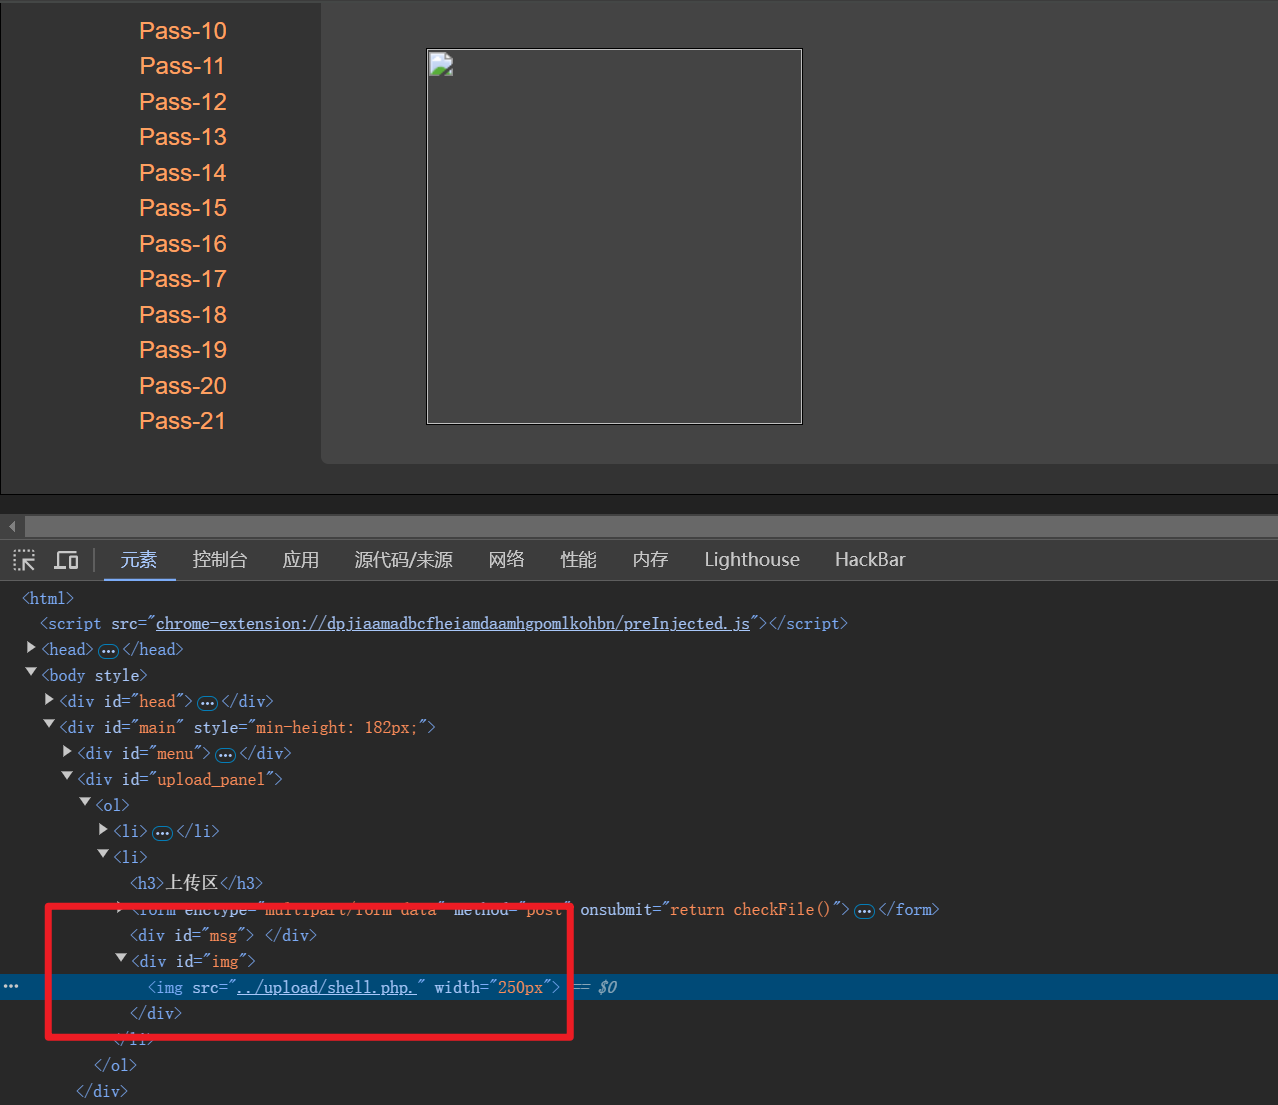 Pass-10
Pass-11
Pass-12
Pass-13
Pass-14
Pass-15
Pass-16
Pass-17
Pass-18
Pass-19
Pass-20
Pass-21
元素 控制台 应用 源代码/来源 网络 性能 内存 Lighthouse HackBar
<html>
<script src="chrome-extension://dpjiaamadbcfheiamdaamhgpomlkohbn/preInjected.js"></script>
<head>…</head>
<body style>
<div id="head">…</div>
<div id="main" style="min-height: 182px;">
<div id="menu">…</div>
<div id="upload_panel">
<ol>
<li>…</li>
<li>
<h3>上传区</h3>
<form enctype="multipart/form-data" method="post" onsubmit="return checkFile()">…</form>
<div id="msg"> </div>
<div id="img">
… <img src="../upload/shell.php. " width="250px"> == $0
</div>
</li>
</ol>
</div>